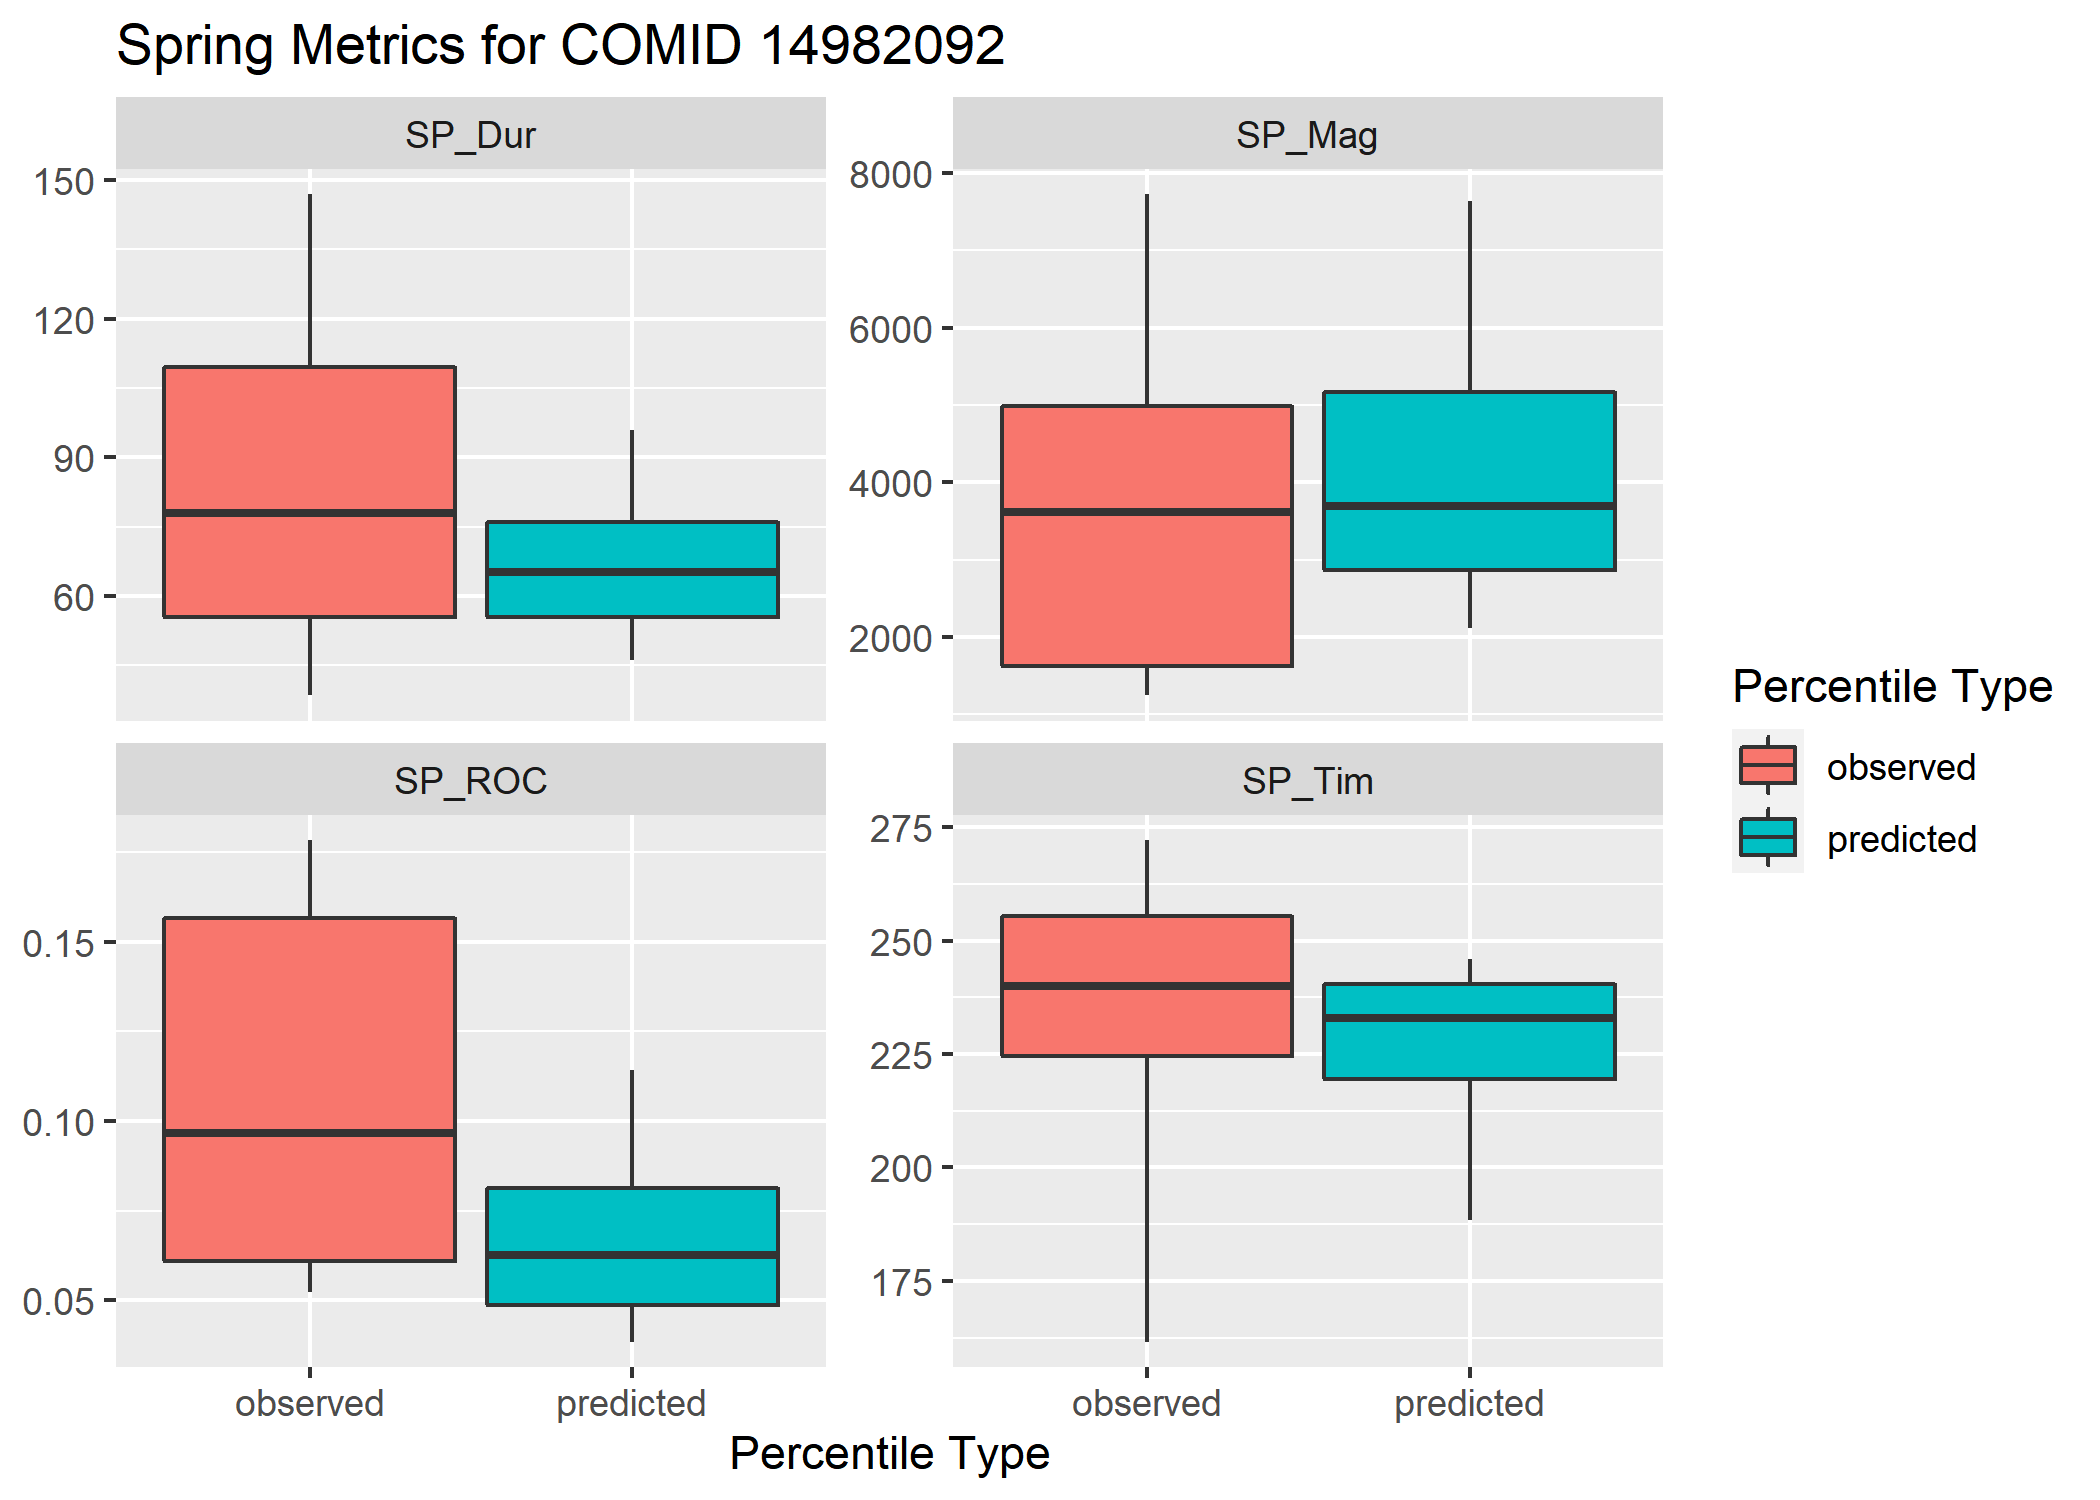 Spring Metrics for COMID 14982092
SP_Dur
150
120
90
60
SP_Mag
8000
6000
4000
2000
SP_ROC
0.15
0.10
0.05
observed
predicted
SP_Tim
275
250
225
200
175
observed
predicted
Percentile Type
Percentile Type
observed
predicted